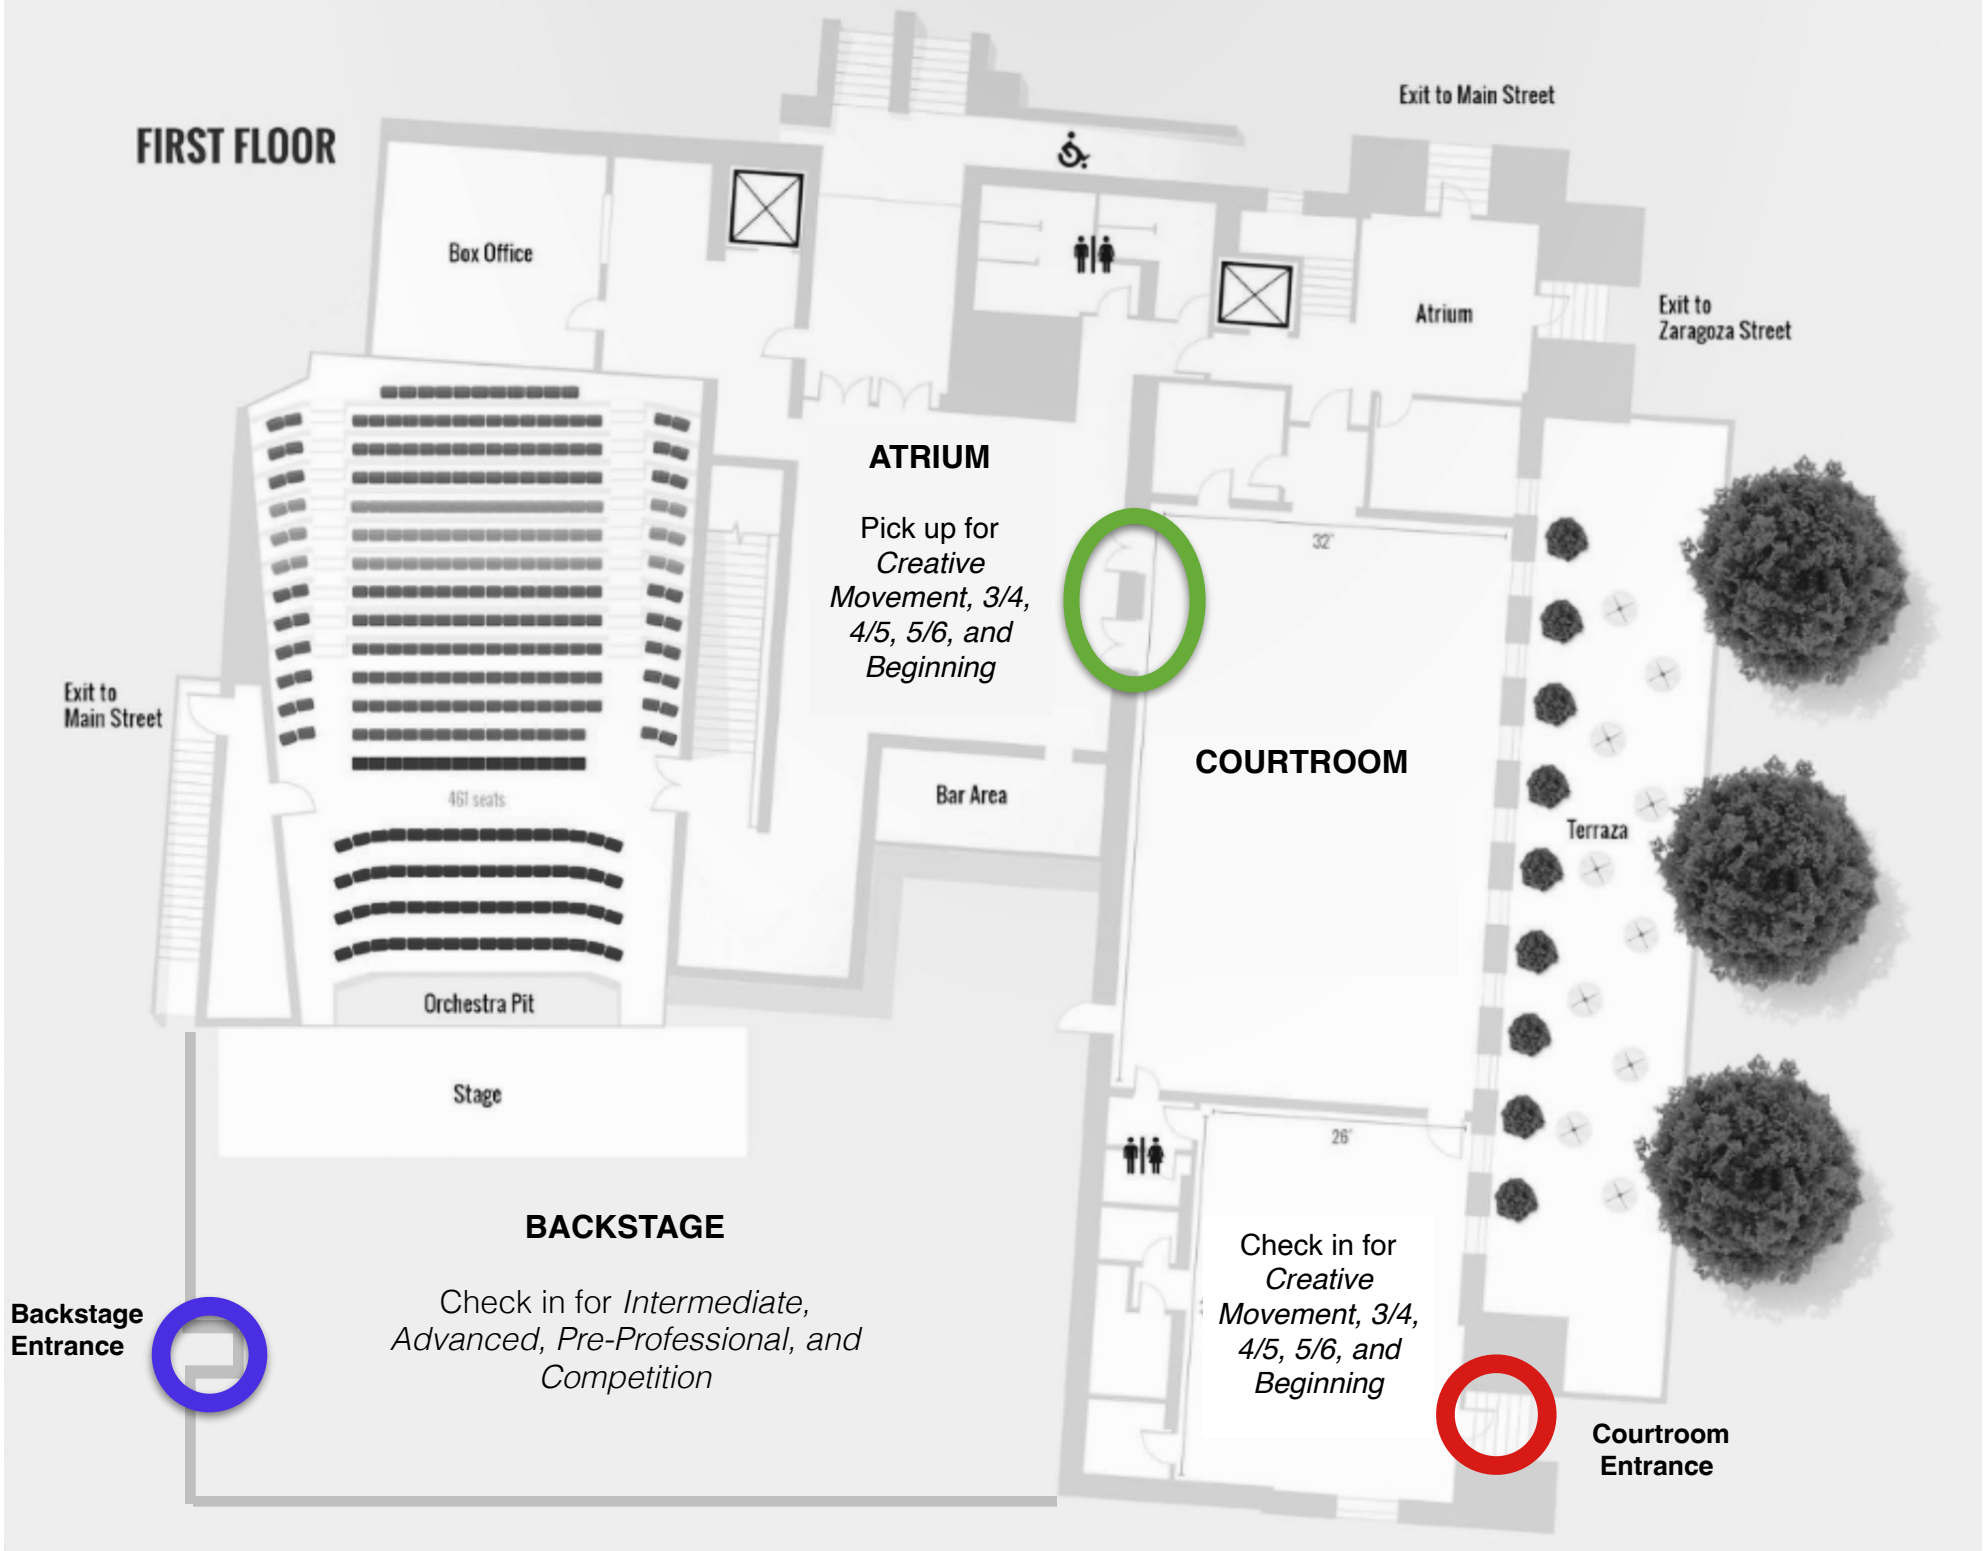 FIRST FLOOR
Exit to Main Street
Box Office
Atrium
Exit to
Zaragoza Street
ATRIUM
Pick up for
Creative
Movement, 3/4,
4/5, 5/6, and
Beginning
32'
Exit to
Main Street
COURTROOM
461 seats
Bar Area
Terraza
Orchestra Pit
Stage
26'
BACKSTAGE
Check in for Intermediate,
Advanced, Pre-Professional, and
Competition
Backstage
Entrance
Check in for
Creative
Movement, 3/4,
4/5, 5/6, and
Beginning
Courtroom
Entrance